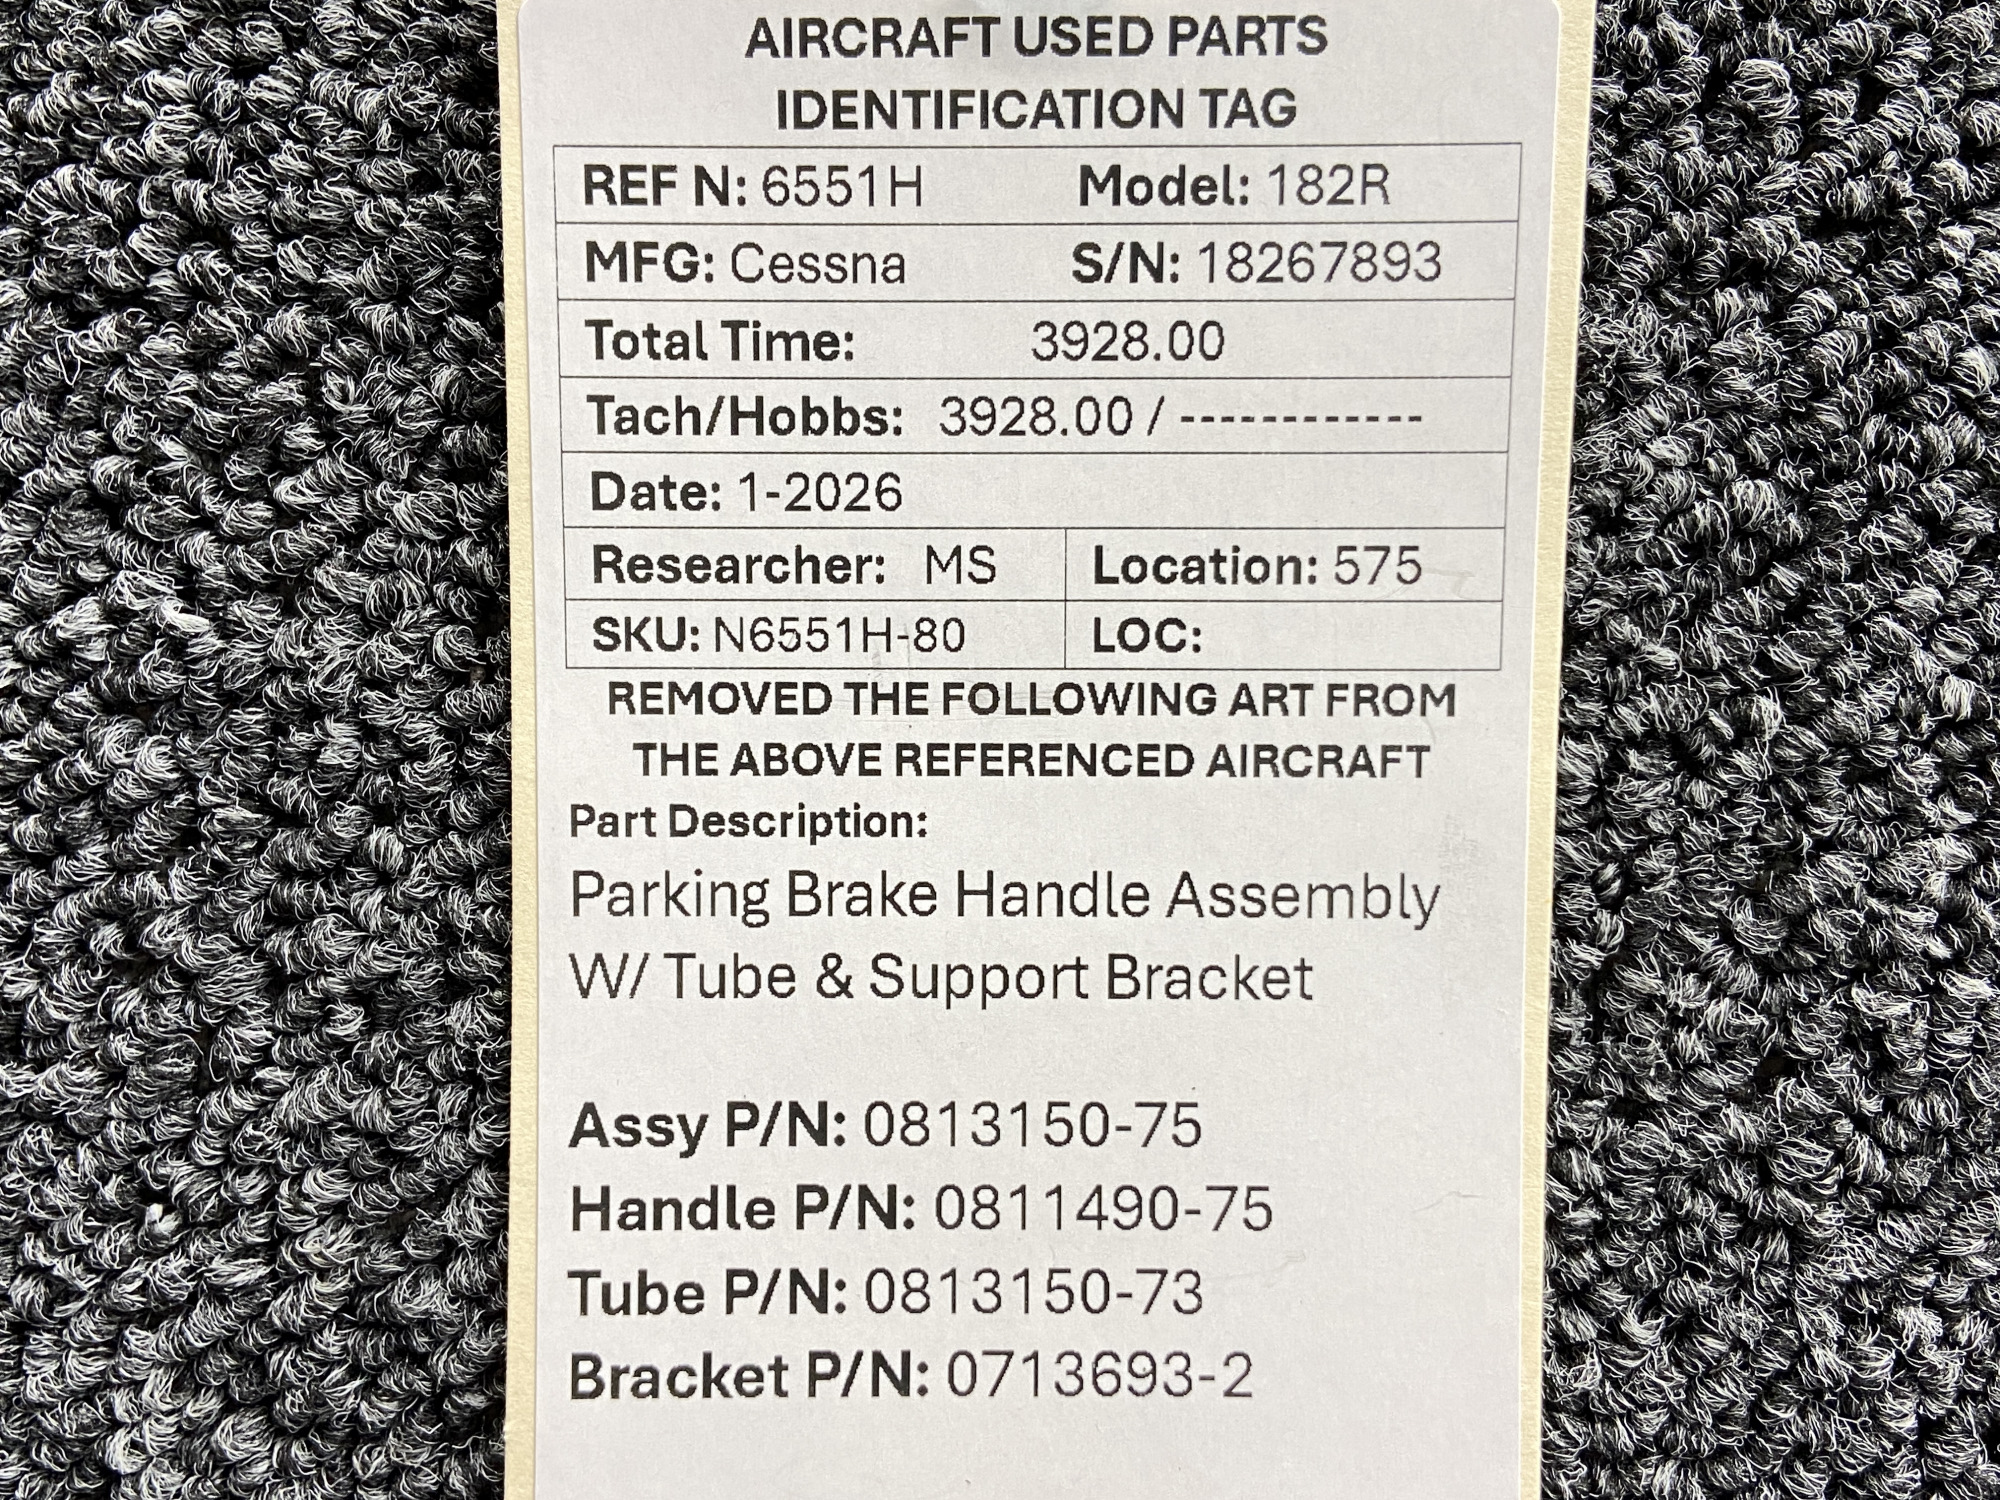 AIRCRAFT USED PARTS
IDENTIFICATION TAG
REF N: 6551H Model: 182R
MFG: Cessna S/N: 18267893
Total Time: 3928.00
Tach/Hobbs: 3928.00 / ------------
Date: 1-2026
Researcher: MS Location: 575
SKU: N6551H-80 LOC:
REMOVED THE FOLLOWING ART FROM
THE ABOVE REFERENCED AIRCRAFT
Part Description:
Parking Brake Handle Assembly
W/ Tube & Support Bracket
Assy P/N: 0813150-75
Handle P/N: 0811490-75
Tube P/N: 0813150-73
Bracket P/N: 0713693-2